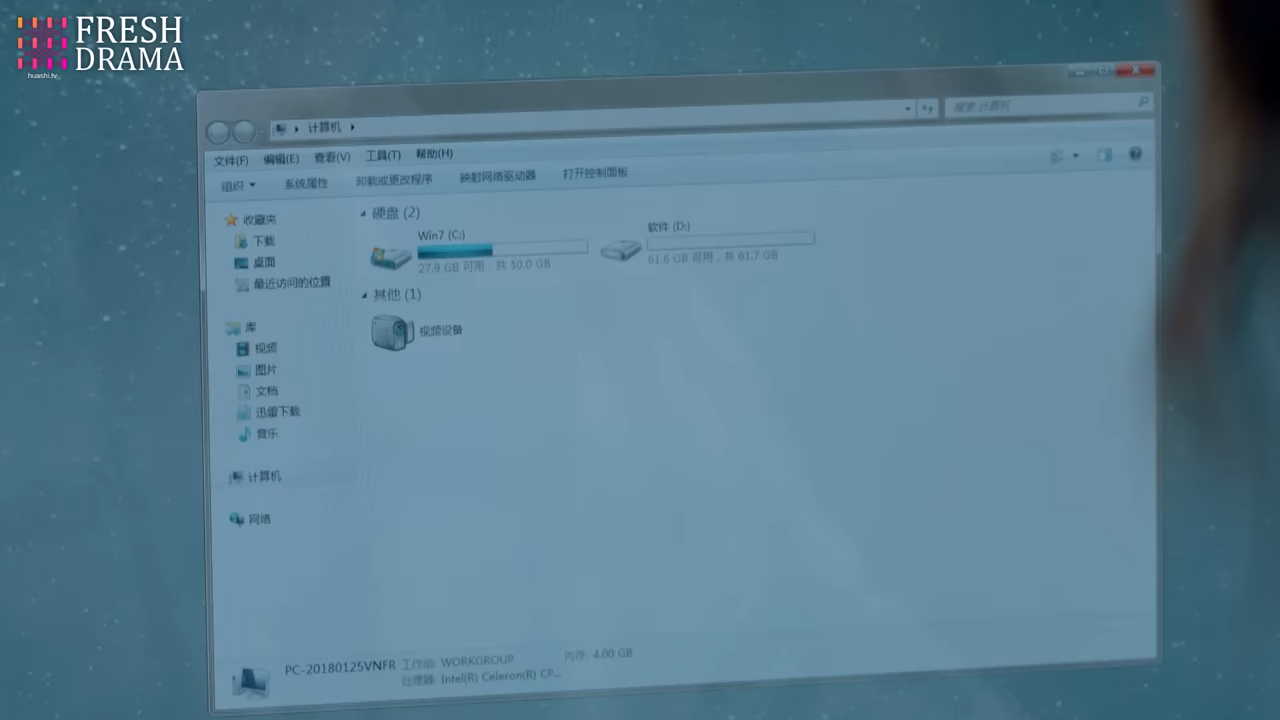 FRESH
DRAMA
huashi.tv
计算机
搜索 计算机
文件(F) 编辑(E) 查看(V) 工具(T) 帮助(H)
组织 系统属性 卸载或更改程序 映射网络驱动器 打开控制面板
收藏夹
下载
桌面
最近访问的位置
库
视频
图片
文档
迅雷下载
音乐
计算机
网络
硬盘 (2)
Win7 (C:)
27.9 GB 可用，共 50.0 GB
软件 (D:)
61.6 GB 可用，共 61.7 GB
其他 (1)
视频设备
PC-20180125VNFR 工作组: WORKGROUP 内存: 4.00 GB
处理器: Intel(R) Celeron(R) CP...